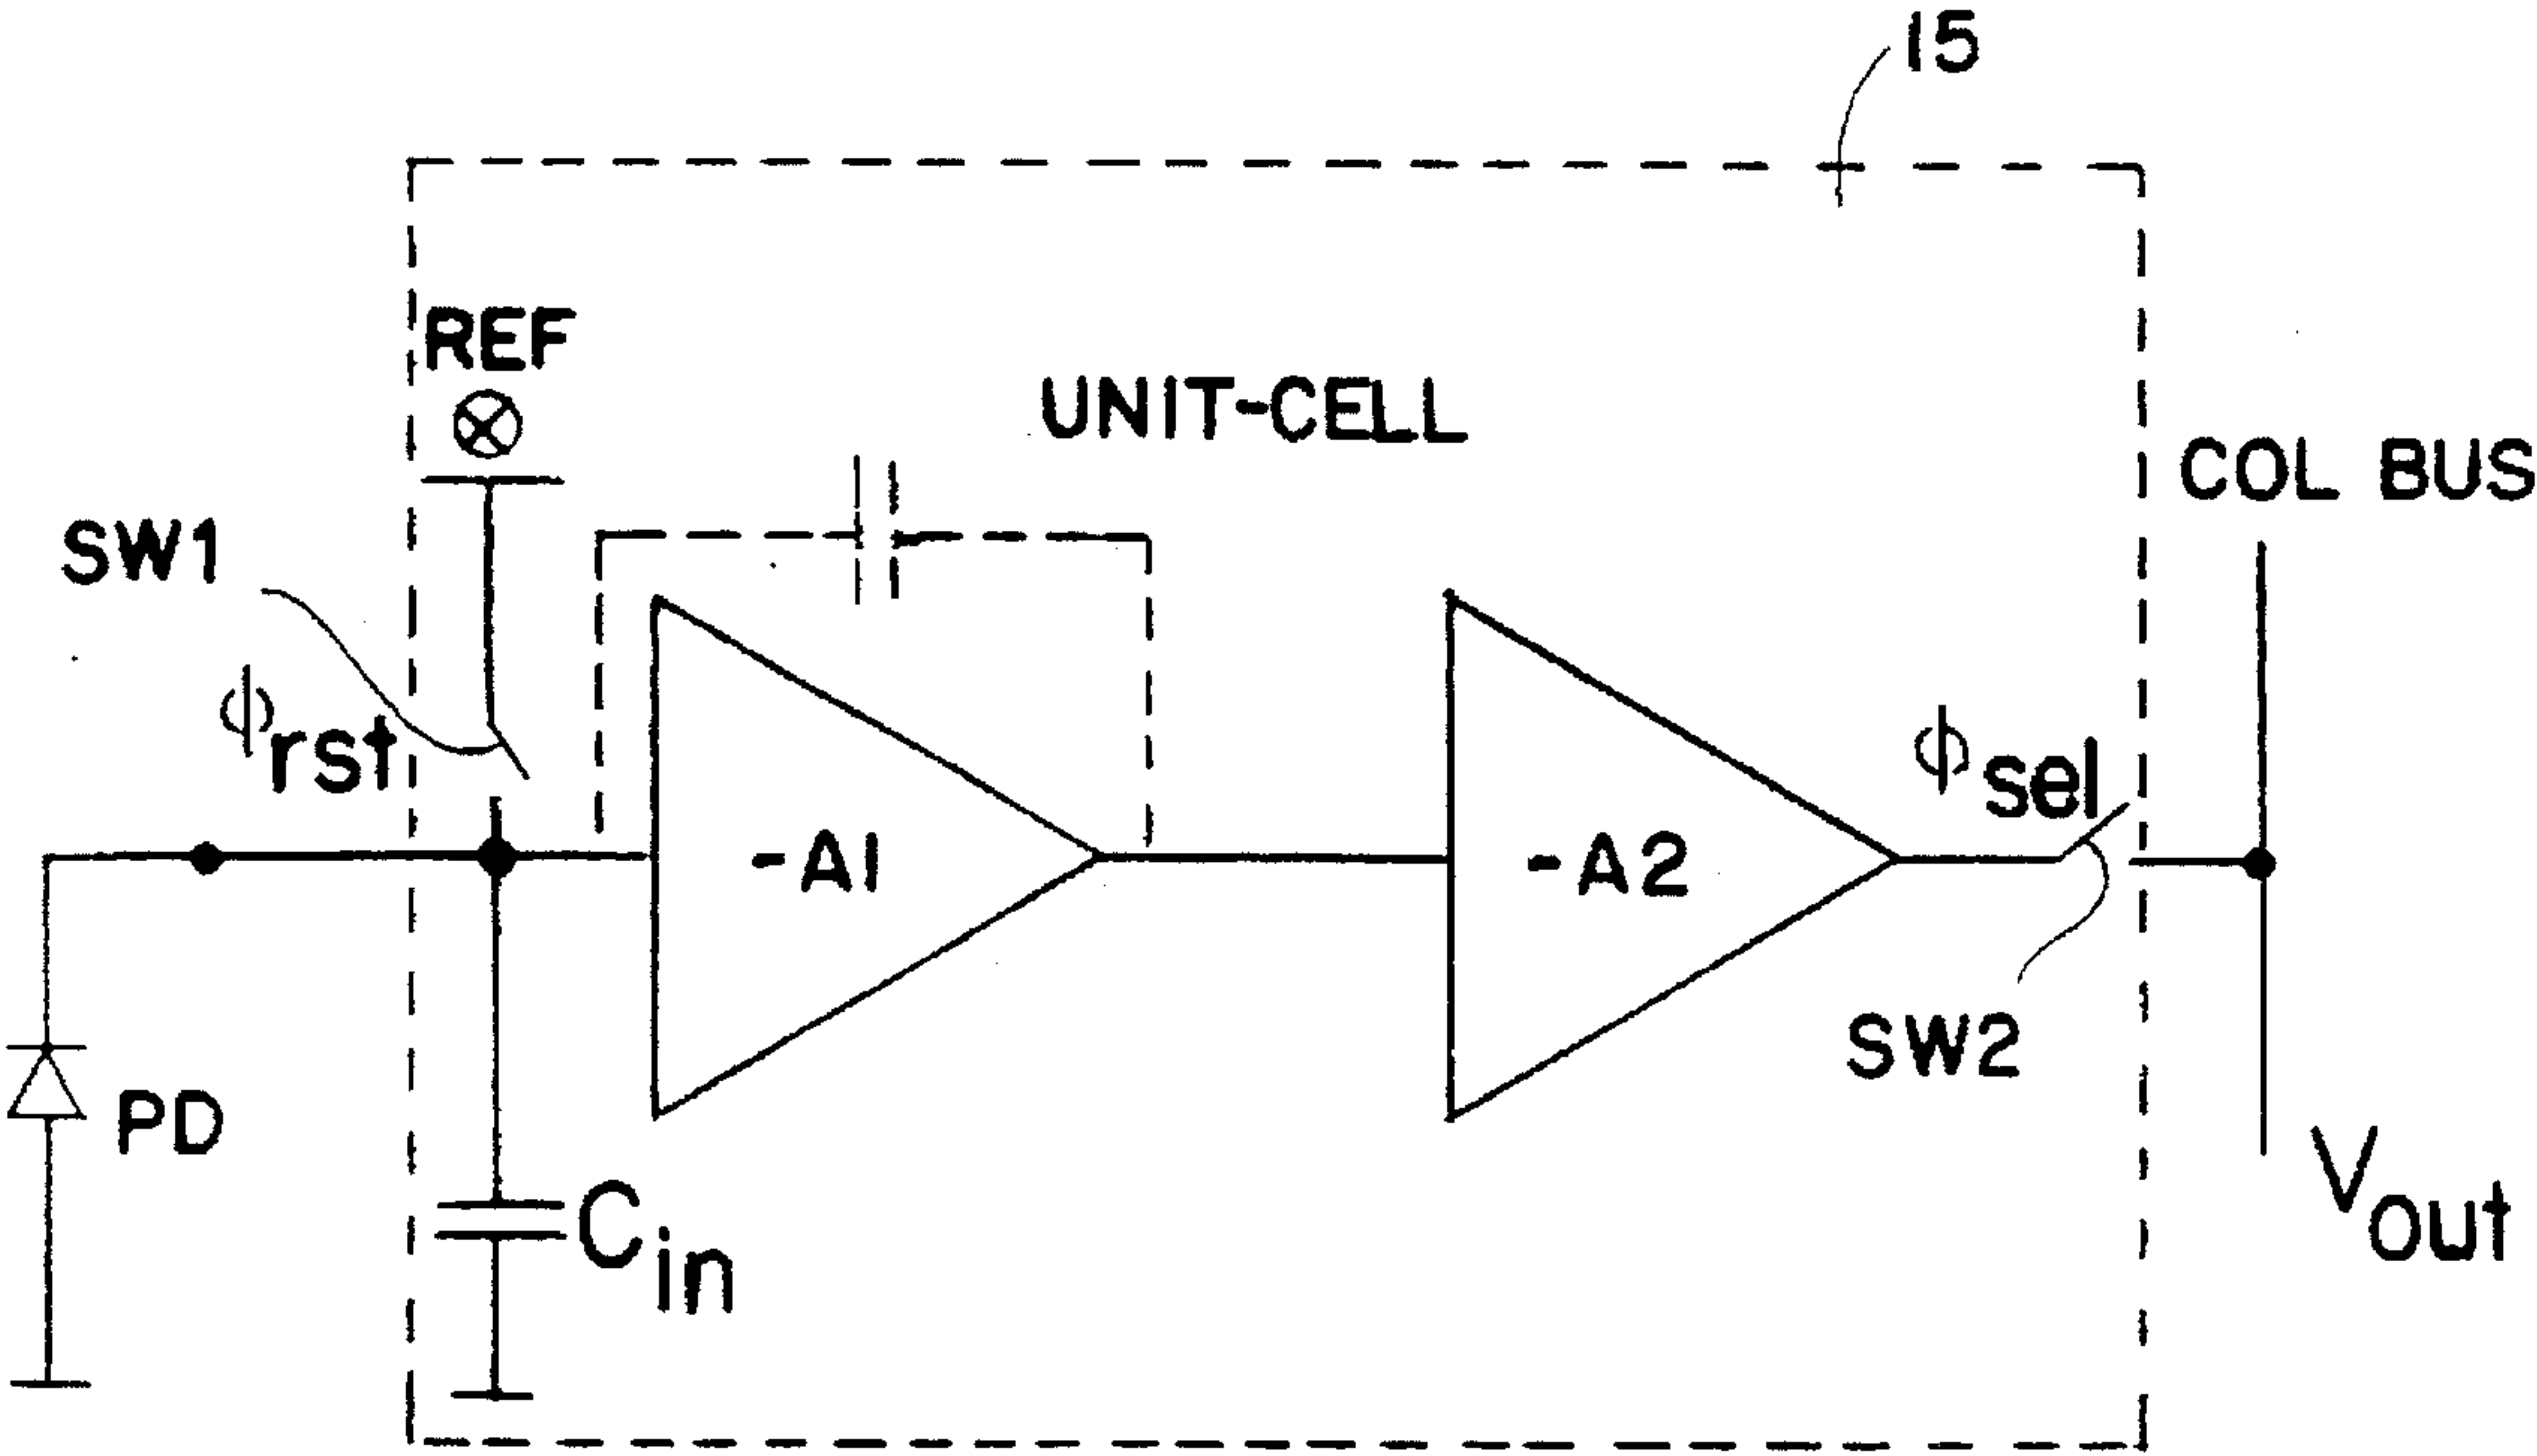 15
REF
UNIT-CELL
COL BUS
SW1
ϕrst
ϕsel
-A1
-A2
SW2
PD
Cin
Vout